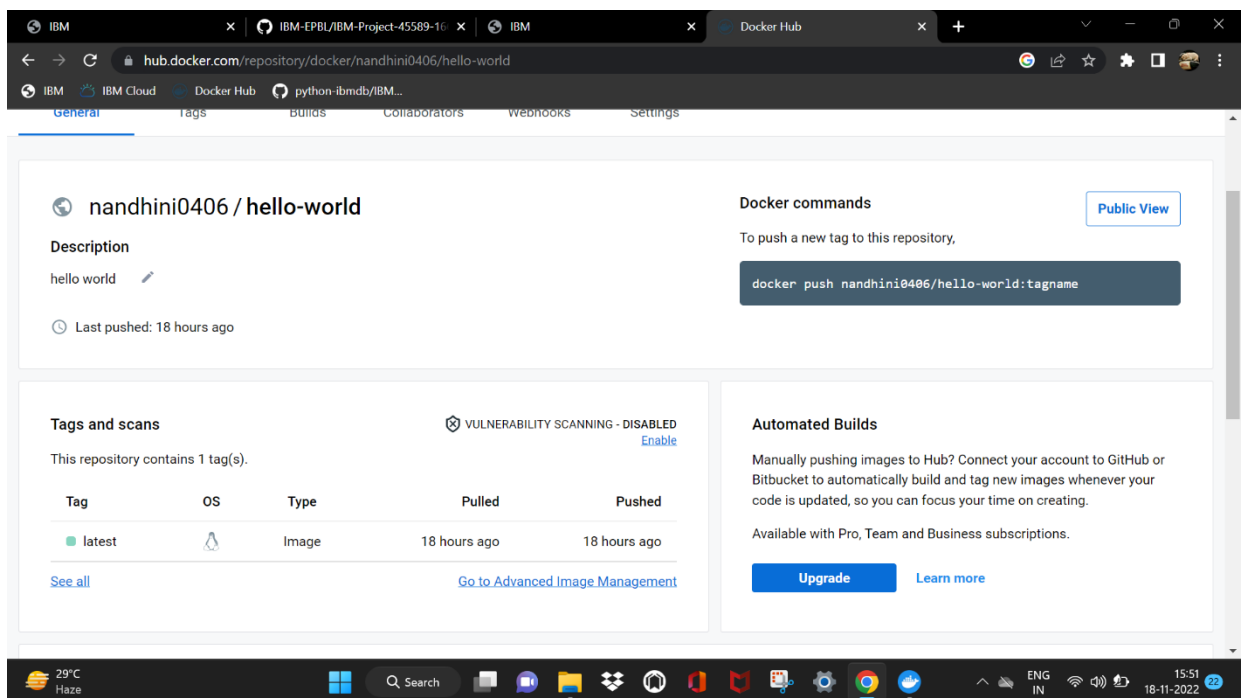 IBM
IBM-EPBL/IBM-Project-45589-16
IBM
Docker Hub
hub.docker.com/repository/docker/nandhini0406/hello-world
IBM
IBM Cloud
Docker Hub
python-ibmdb/IBM...
General
Tags
Builds
Collaborators
Webhooks
Settings
nandhini0406 / hello-world
Description
hello world
Last pushed: 18 hours ago
Docker commands
Public View
To push a new tag to this repository,
docker push nandhini0406/hello-world:tagname
Tags and scans
VULNERABILITY SCANNING - DISABLED
Enable
This repository contains 1 tag(s).
Tag OS Type Pulled Pushed
latest Image 18 hours ago 18 hours ago
See all
Go to Advanced Image Management
Automated Builds
Manually pushing images to Hub? Connect your account to GitHub or
Bitbucket to automatically build and tag new images whenever your
code is updated, so you can focus your time on creating.
Available with Pro, Team and Business subscriptions.
Upgrade
Learn more
29°C
Haze
Search
ENG
IN
15:51
18-11-2022
22